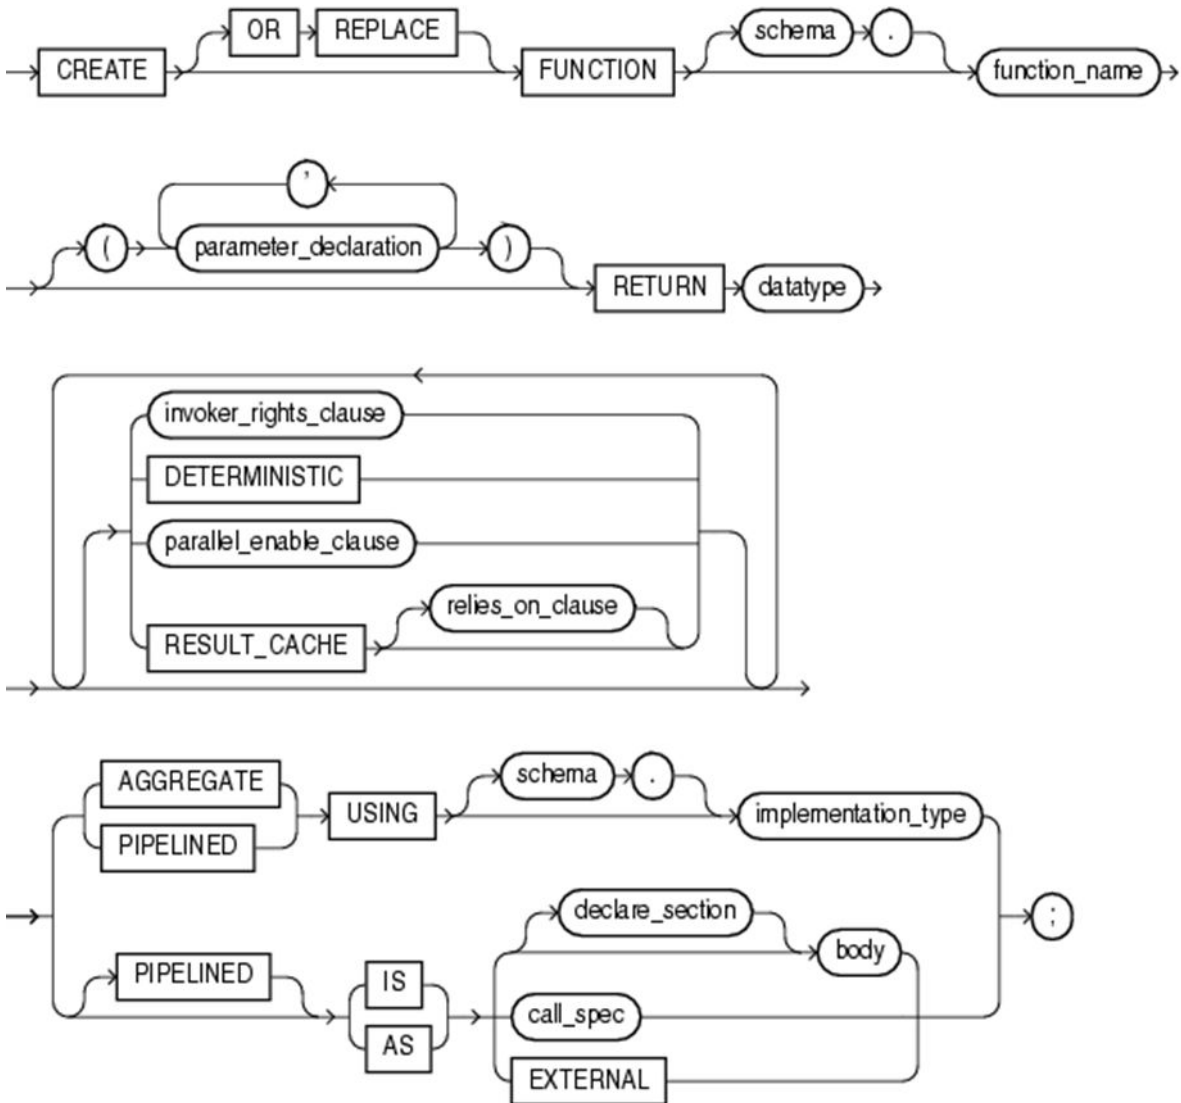 OR REPLACE schema .
CREATE FUNCTION function_name
,
( parameter_declaration )
RETURN datatype
invoker_rights_clause
DETERMINISTIC
parallel_enable_clause
relies_on_clause
RESULT_CACHE
AGGREGATE schema .
USING implementation_type
PIPELINED
declare_section ;
body
PIPELINED IS
call_spec
AS
EXTERNAL